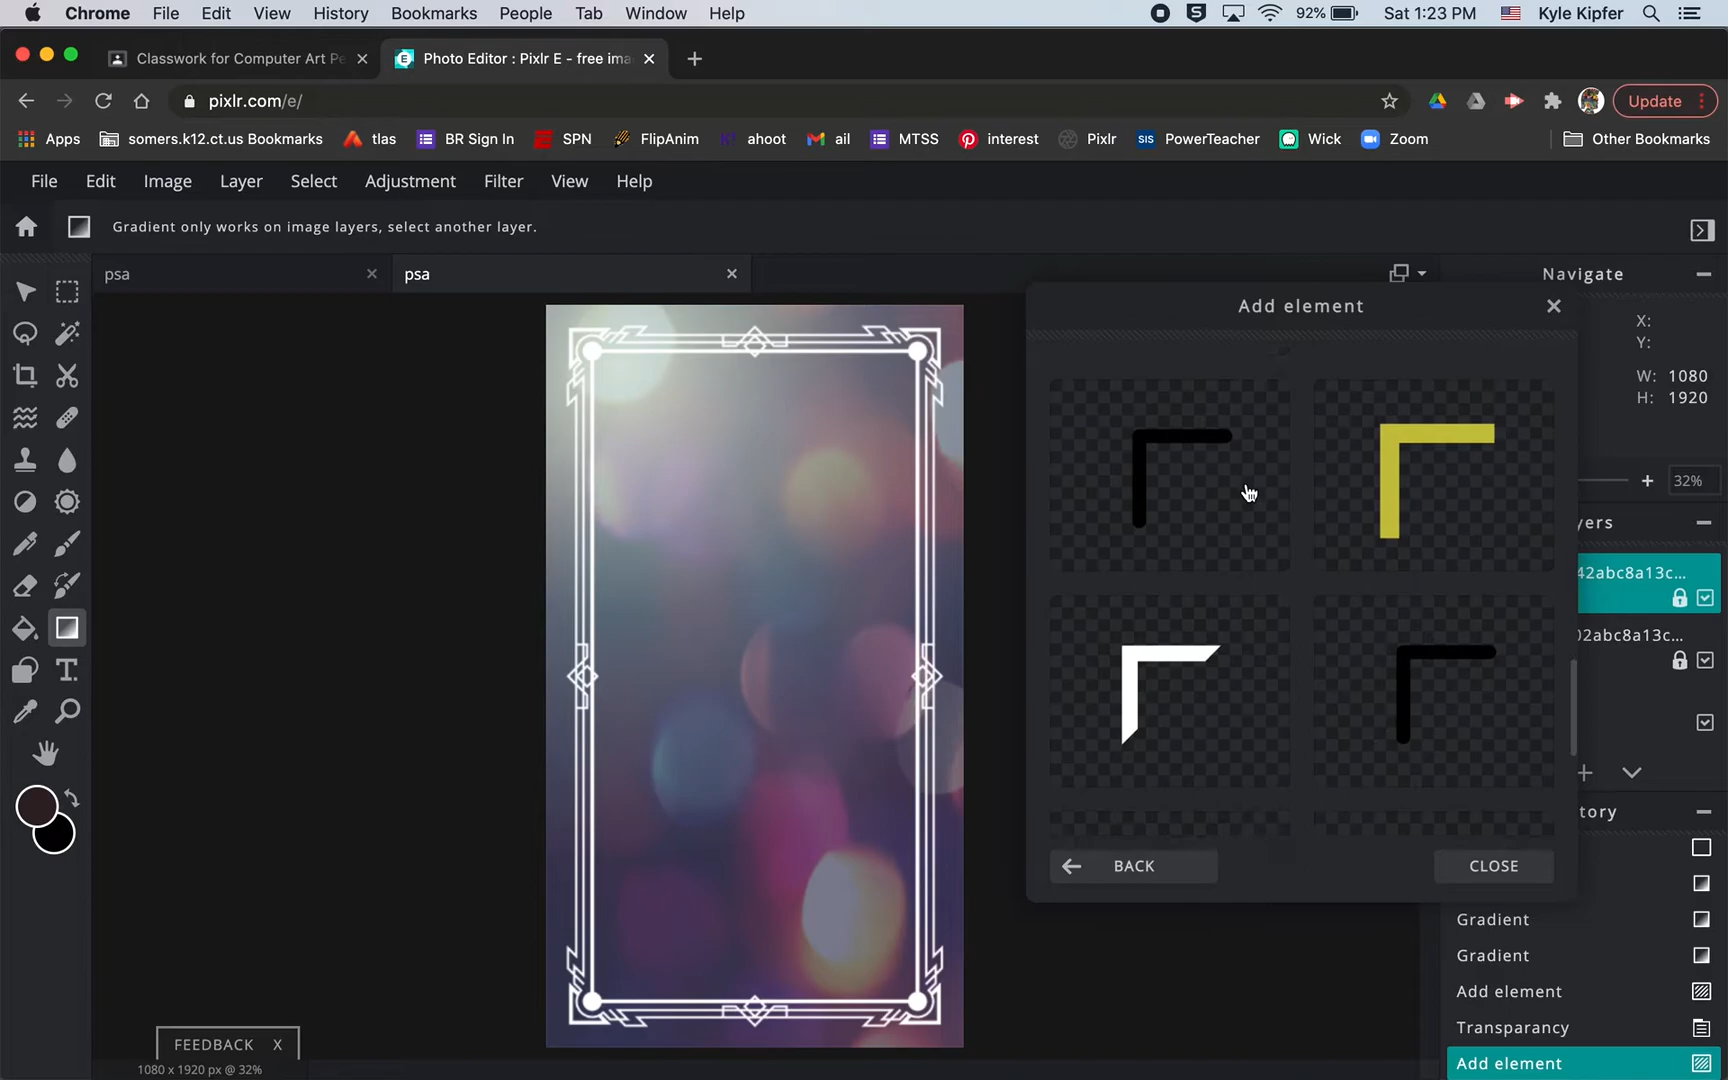 Chrome File Edit View History Bookmarks People Tab Window Help 92% Sat 1:23 PM Kyle Kipfer
Classwork for Computer Art Pe Photo Editor : Pixlr E - free ima
pixlr.com/e/ Update
Apps somers.k12.ct.us Bookmarks tlas BR Sign In SPN FlipAnim ahoot ail MTSS interest Pixlr SIS PowerTeacher Wick Zoom Other Bookmarks
File Edit Image Layer Select Adjustment Filter View Help
Gradient only works on image layers, select another layer.
psa psa Navigate
Add element
X:
Y:
W: 1080
H: 1920
32%
yers
42abc8a13c...
02abc8a13c...
BACK CLOSE
tory
Gradient
Gradient
Add element
Transparancy
Add element
FEEDBACK X
1080 x 1920 px @ 32%